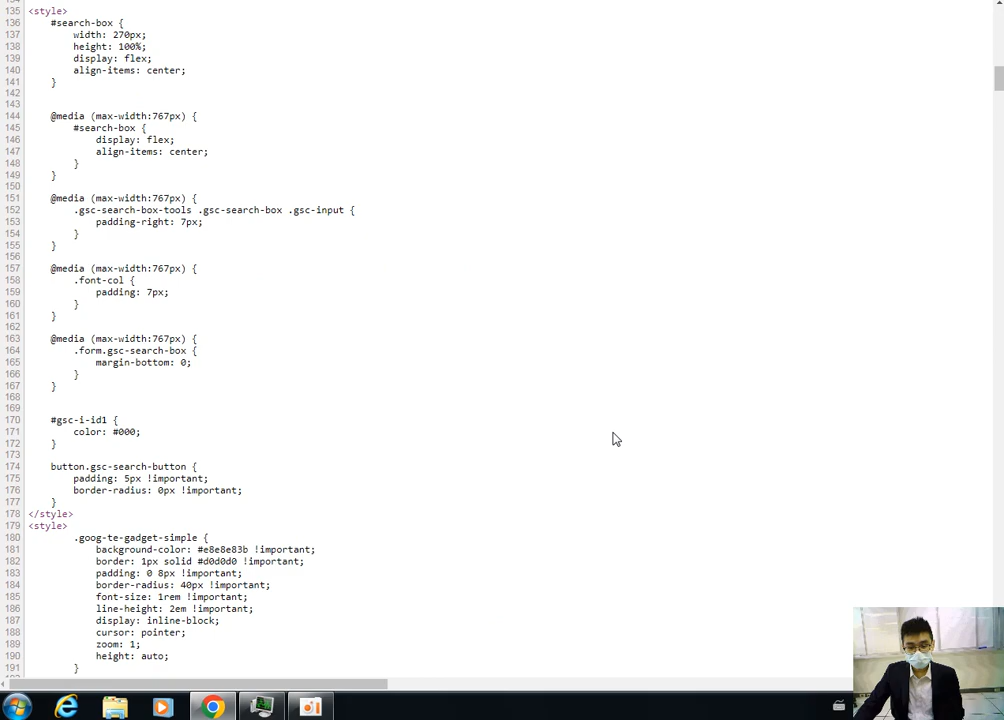 135 <style>
136 #search-box {
137 width: 270px;
138 height: 100%;
139 display: flex;
140 align-items: center;
141 }
142
143
144 @media (max-width:767px) {
145 #search-box {
146 display: flex;
147 align-items: center;
148 }
149 }
150
151 @media (max-width:767px) {
152 .gsc-search-box-tools .gsc-search-box .gsc-input {
153 padding-right: 7px;
154 }
155 }
156
157 @media (max-width:767px) {
158 .font-col {
159 padding: 7px;
160 }
161 }
162
163 @media (max-width:767px) {
164 .form.gsc-search-box {
165 margin-bottom: 0;
166 }
167 }
168
169
170 #gsc-i-id1 {
171 color: #000;
172 }
173
174 button.gsc-search-button {
175 padding: 5px !important;
176 border-radius: 0px !important;
177 }
178 </style>
179 <style>
180 .goog-te-gadget-simple {
181 background-color: #e8e8e83b !important;
182 border: 1px solid #d0d0d0 !important;
183 padding: 0 8px !important;
184 border-radius: 40px !important;
185 font-size: 1rem !important;
186 line-height: 2em !important;
187 display: inline-block;
188 cursor: pointer;
189 zoom: 1;
190 height: auto;
191 }